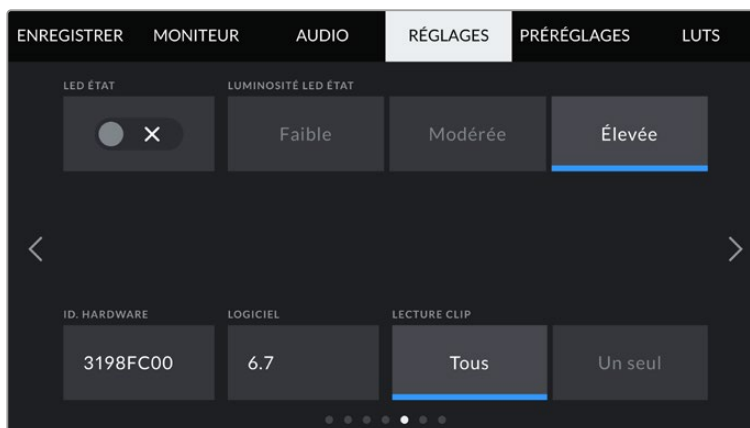 ENREGISTRER MONITEUR AUDIO RÉGLAGES PRÉRÉGLAGES LUTS
LED ÉTAT LUMINOSITÉ LED ÉTAT
Faible Modérée Élevée
ID. HARDWARE LOGICIEL LECTURE CLIP
3198FC00 6.7 Tous Un seul